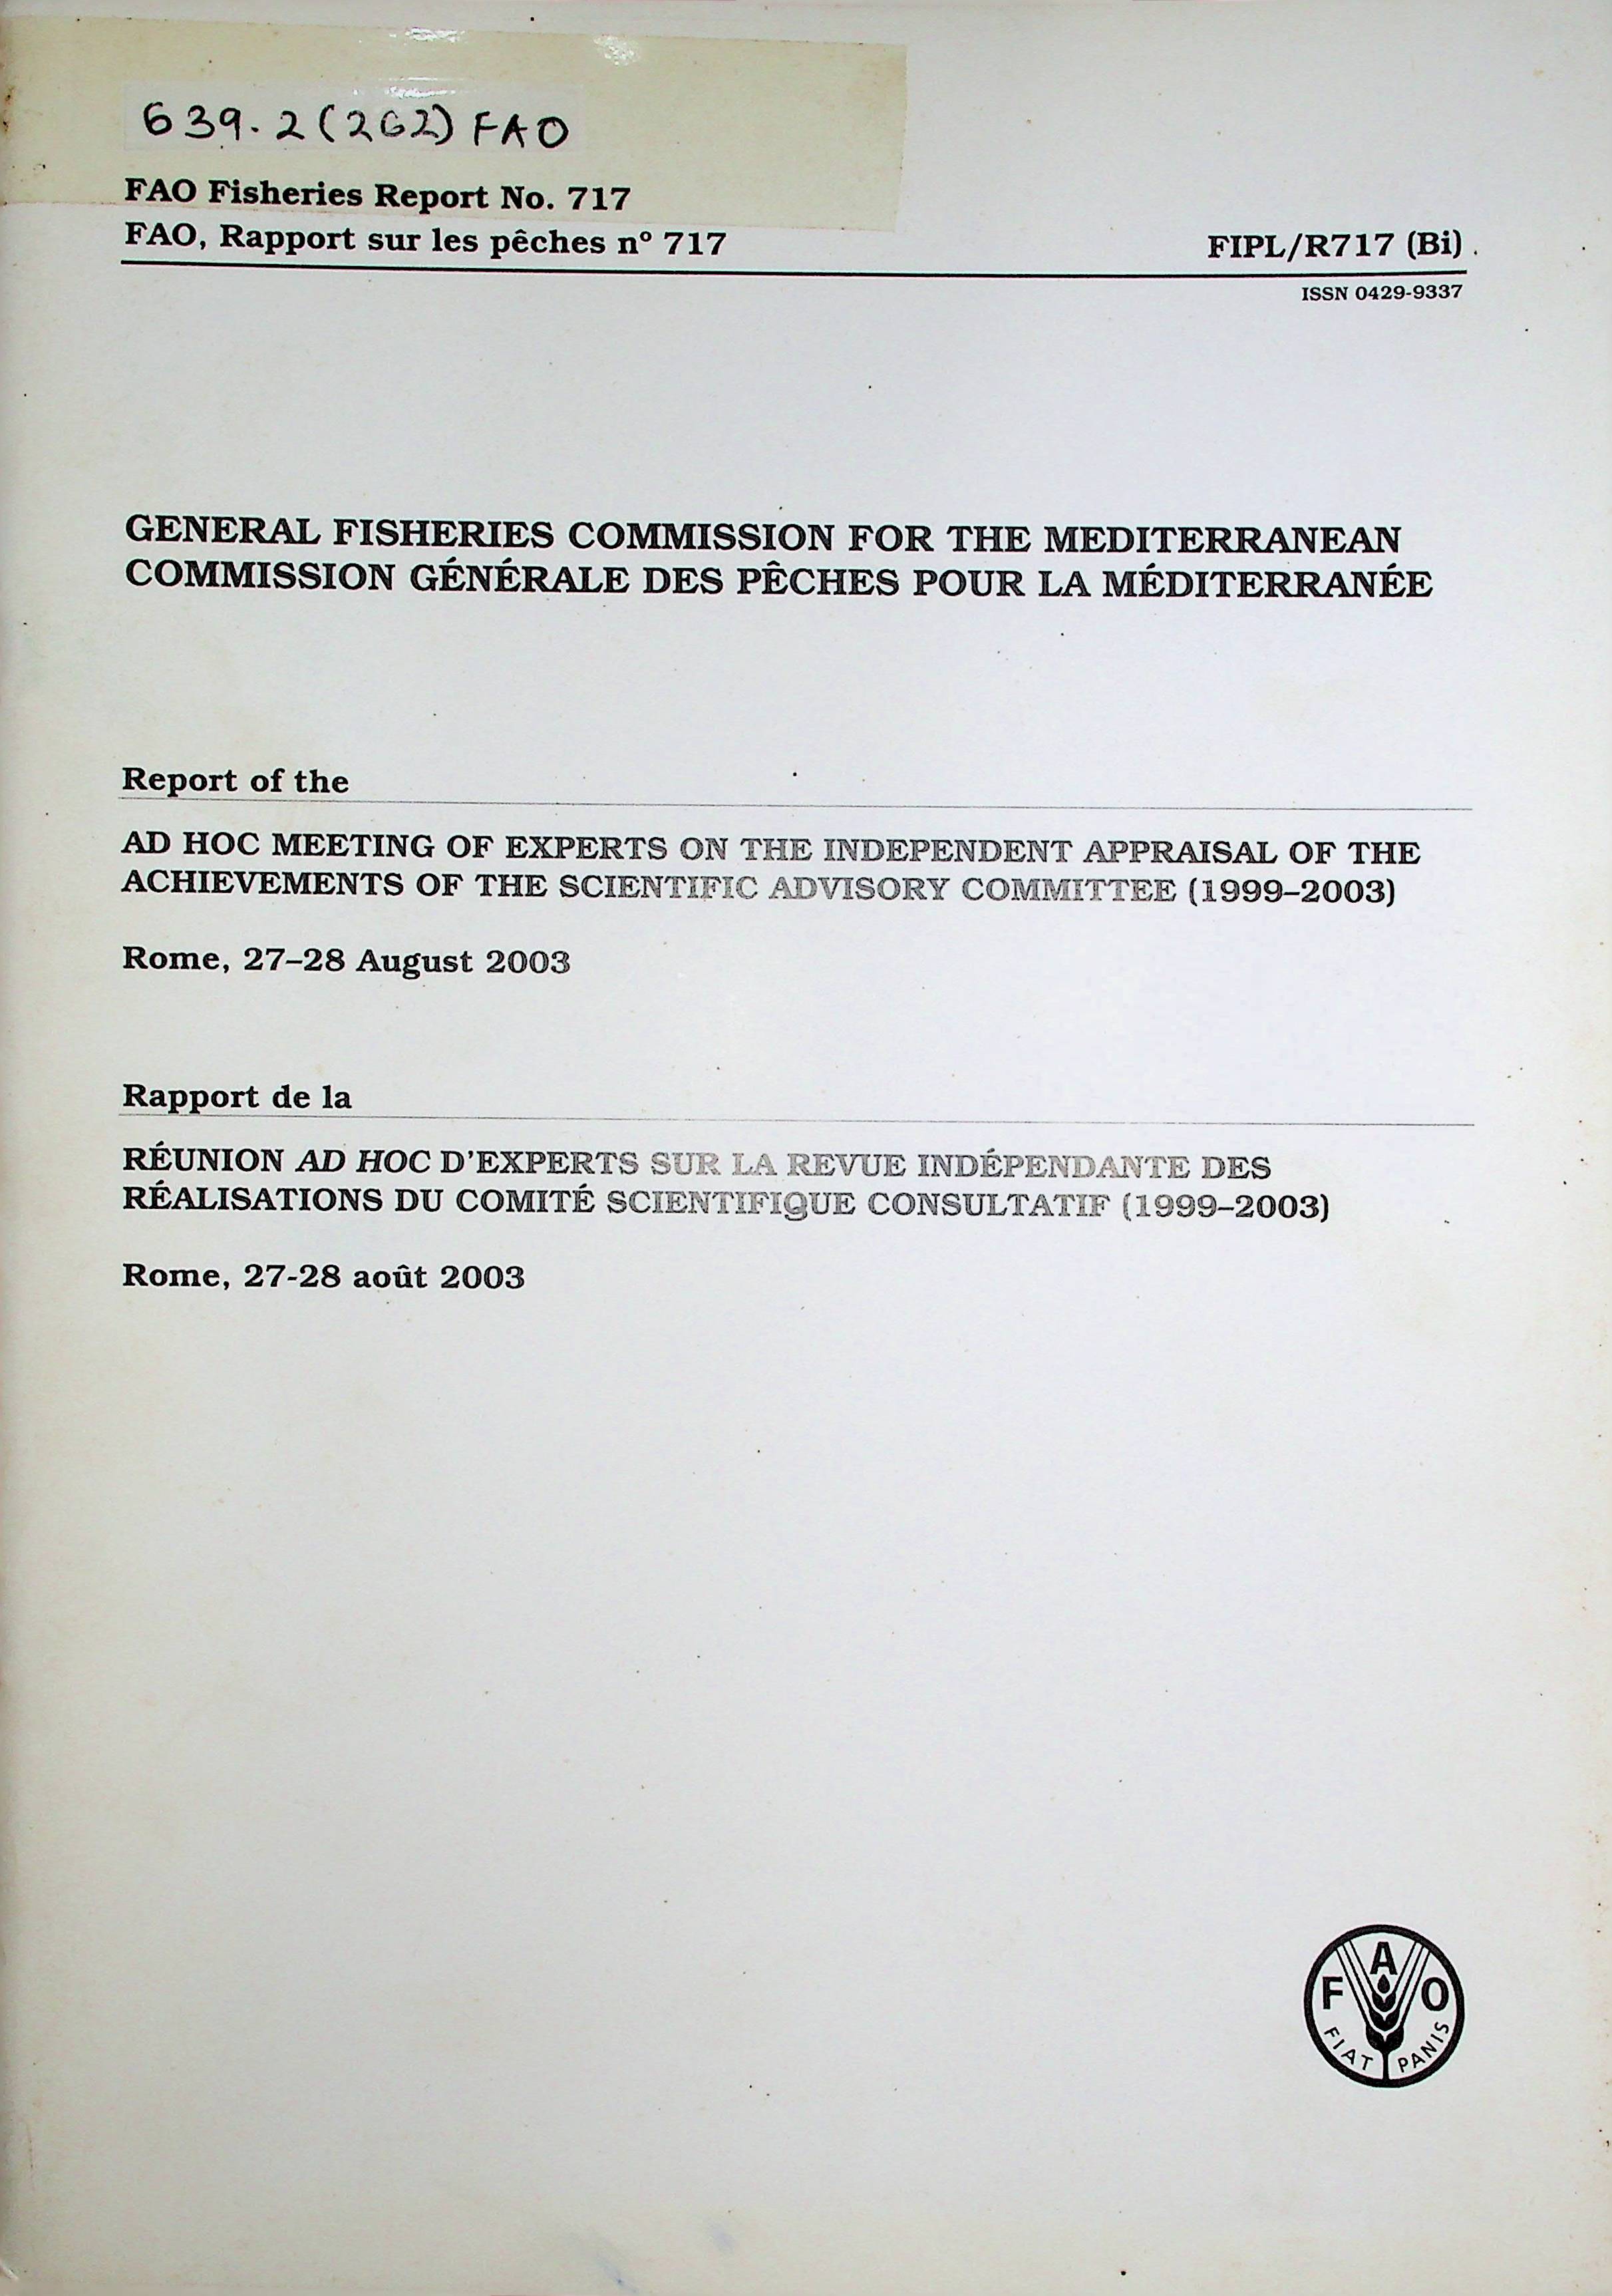 639.2(262) FAO
FAO Fisheries Report No. 717
FAO, Rapport sur les pêches nº 717
FIPL/R717 (Bi)
ISSN 0429-9337
GENERAL FISHERIES COMMISSION FOR THE MEDITERRANEAN
COMMISSION GÉNÉRALE DES PÊCHES POUR LA MÉDITERRANÉE
Report of the
AD HOC MEETING OF EXPERTS ON THE INDEPENDENT APPRAISAL OF THE
ACHIEVEMENTS OF THE SCIENTIFIC ADVISORY COMMITTEE (1999–2003)
Rome, 27–28 August 2003
Rapport de la
RÉUNION AD HOC D'EXPERTS SUR LA REVUE INDÉPENDANTE DES
RÉALISATIONS DU COMITÉ SCIENTIFIQUE CONSULTATIF (1999–2003)
Rome, 27-28 août 2003
F A O
FIAT PANIS